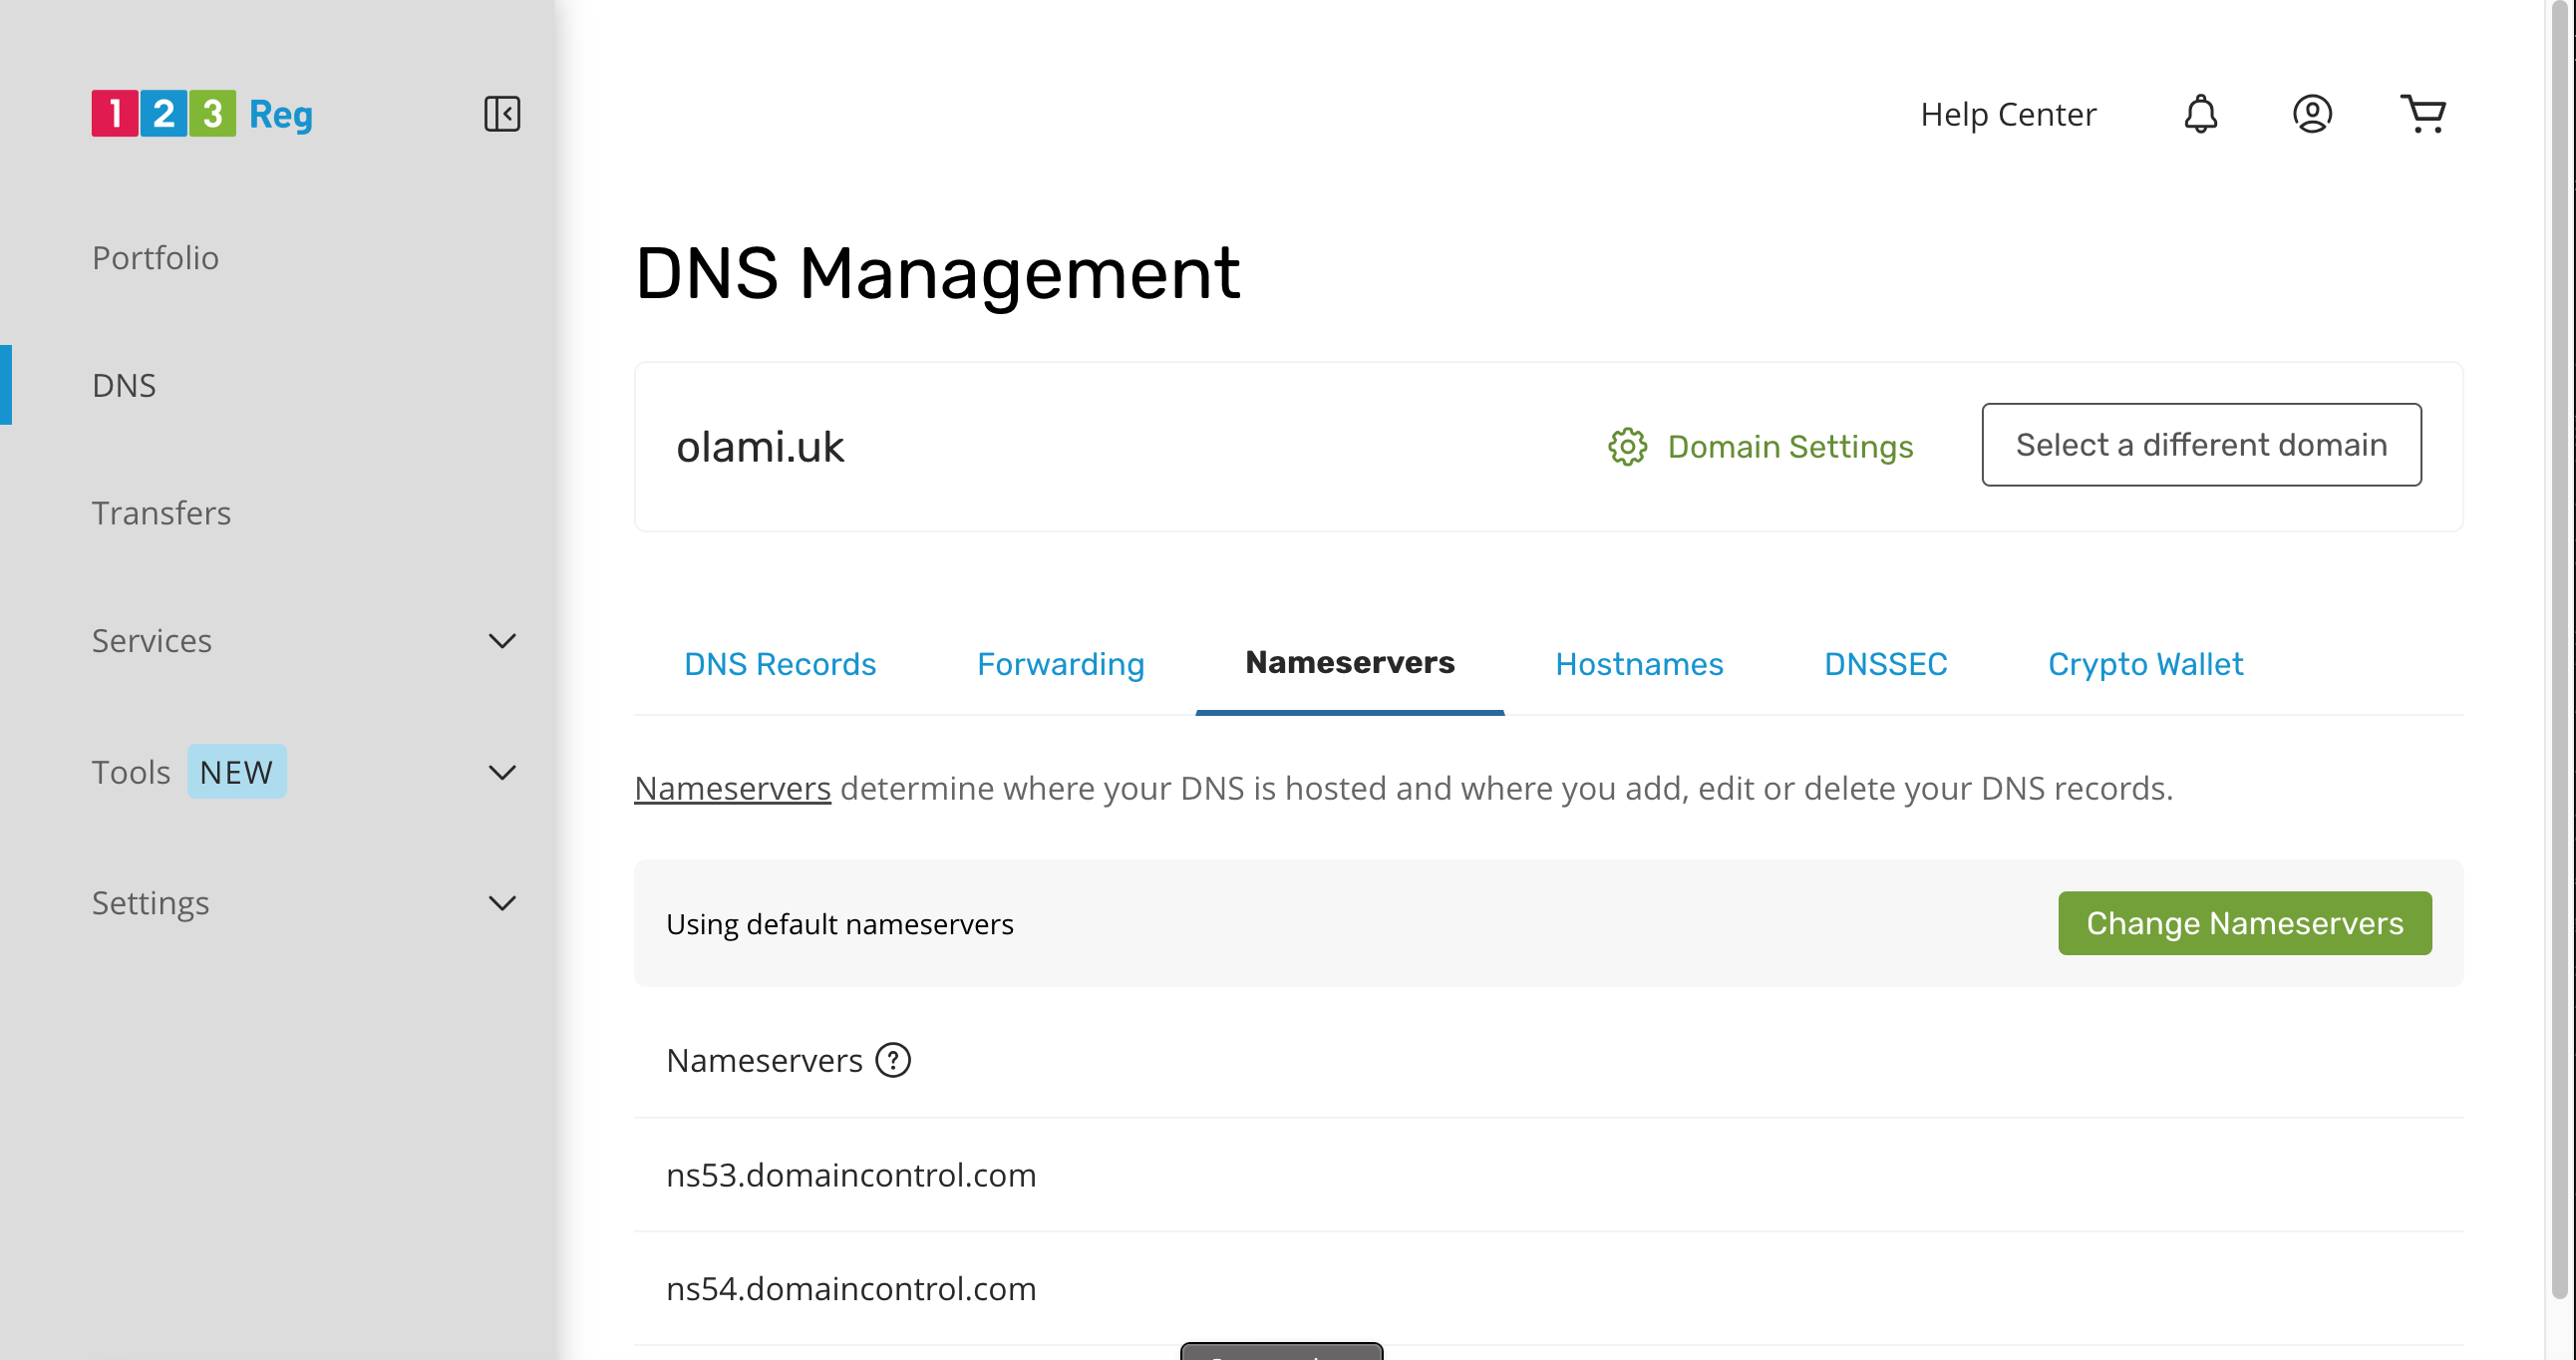 1 2 3 Reg
Help Center
Portfolio
DNS
Transfers
Services
Tools NEW
Settings
DNS Management
olami.uk
Domain Settings
Select a different domain
DNS Records Forwarding Nameservers Hostnames DNSSEC Crypto Wallet
Nameservers determine where your DNS is hosted and where you add, edit or delete your DNS records.
Using default nameservers
Change Nameservers
Nameservers ?
ns53.domaincontrol.com
ns54.domaincontrol.com